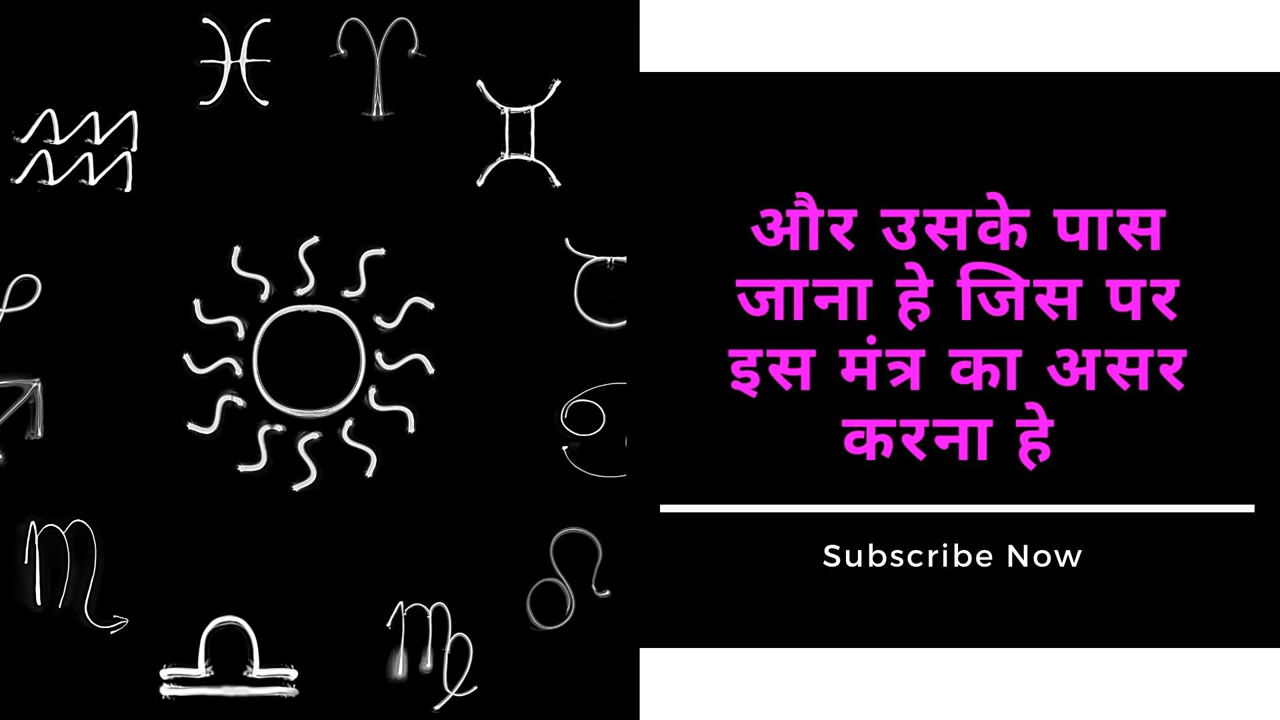 और उसके पास
जाना हे जिस पर
इस मंत्र का असर
करना हे
Subscribe Now